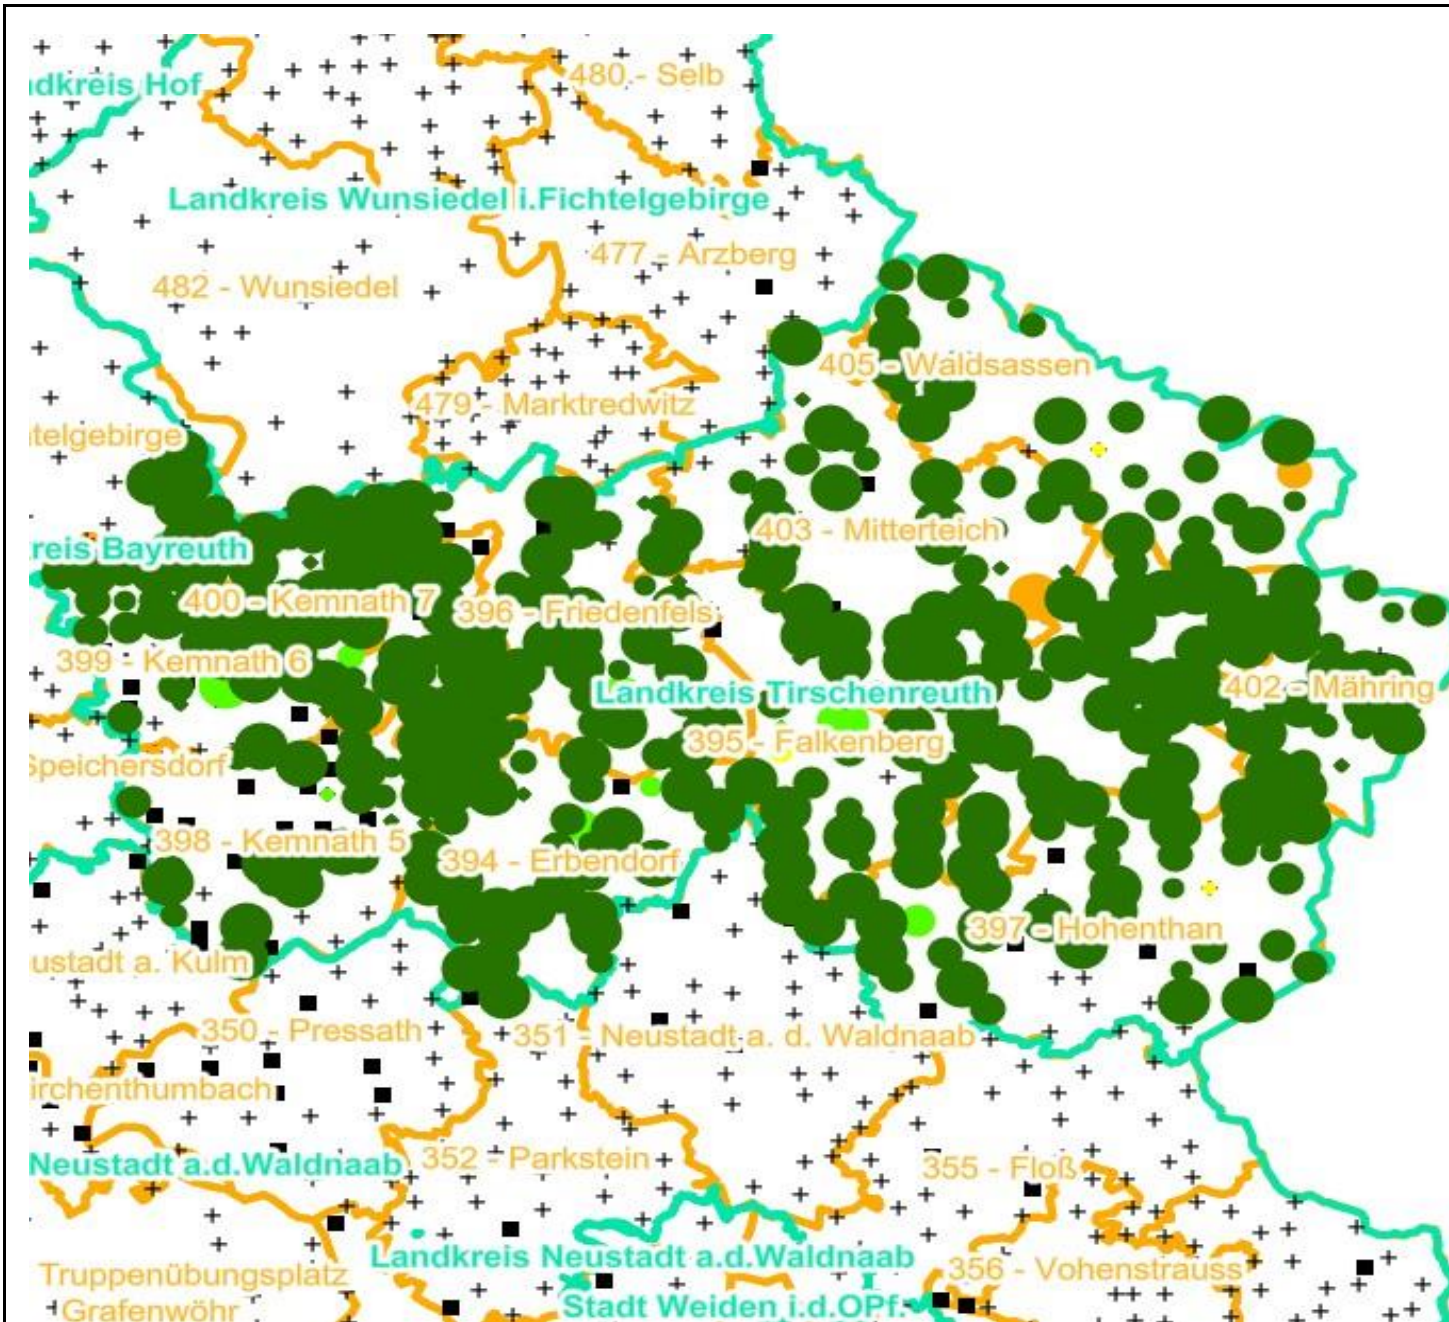 480 - Selb
ndkreis Hof
Landkreis Wunsiedel i.Fichtelgebirge
477 - Arzberg
482 - Wunsiedel
405 - Waldsassen
479 - Marktredwitz
htelgebirge
403 - Mitterteich
reis Bayreuth
400 - Kemnath 7
396 - Friedenfels
399 - Kemnath 6
402 - Mähring
Landkreis Tirschenreuth
395 - Falkenberg
Speichersdorf
398 - Kemnath 5
394 - Erbendorf
397 - Hohenthan
ustadt a. Kulm
350 - Pressath
351 - Neustadt a. d. Waldnaab
irchenthumbach
352 - Parkstein
Neustadt a.d.Waldnaab
355 - Floß
Landkreis Neustadt a.d.Waldnaab
356 - Vohenstrauss
Truppenübungsplatz
Grafenwöhr
Stadt Weiden i.d.OPf.